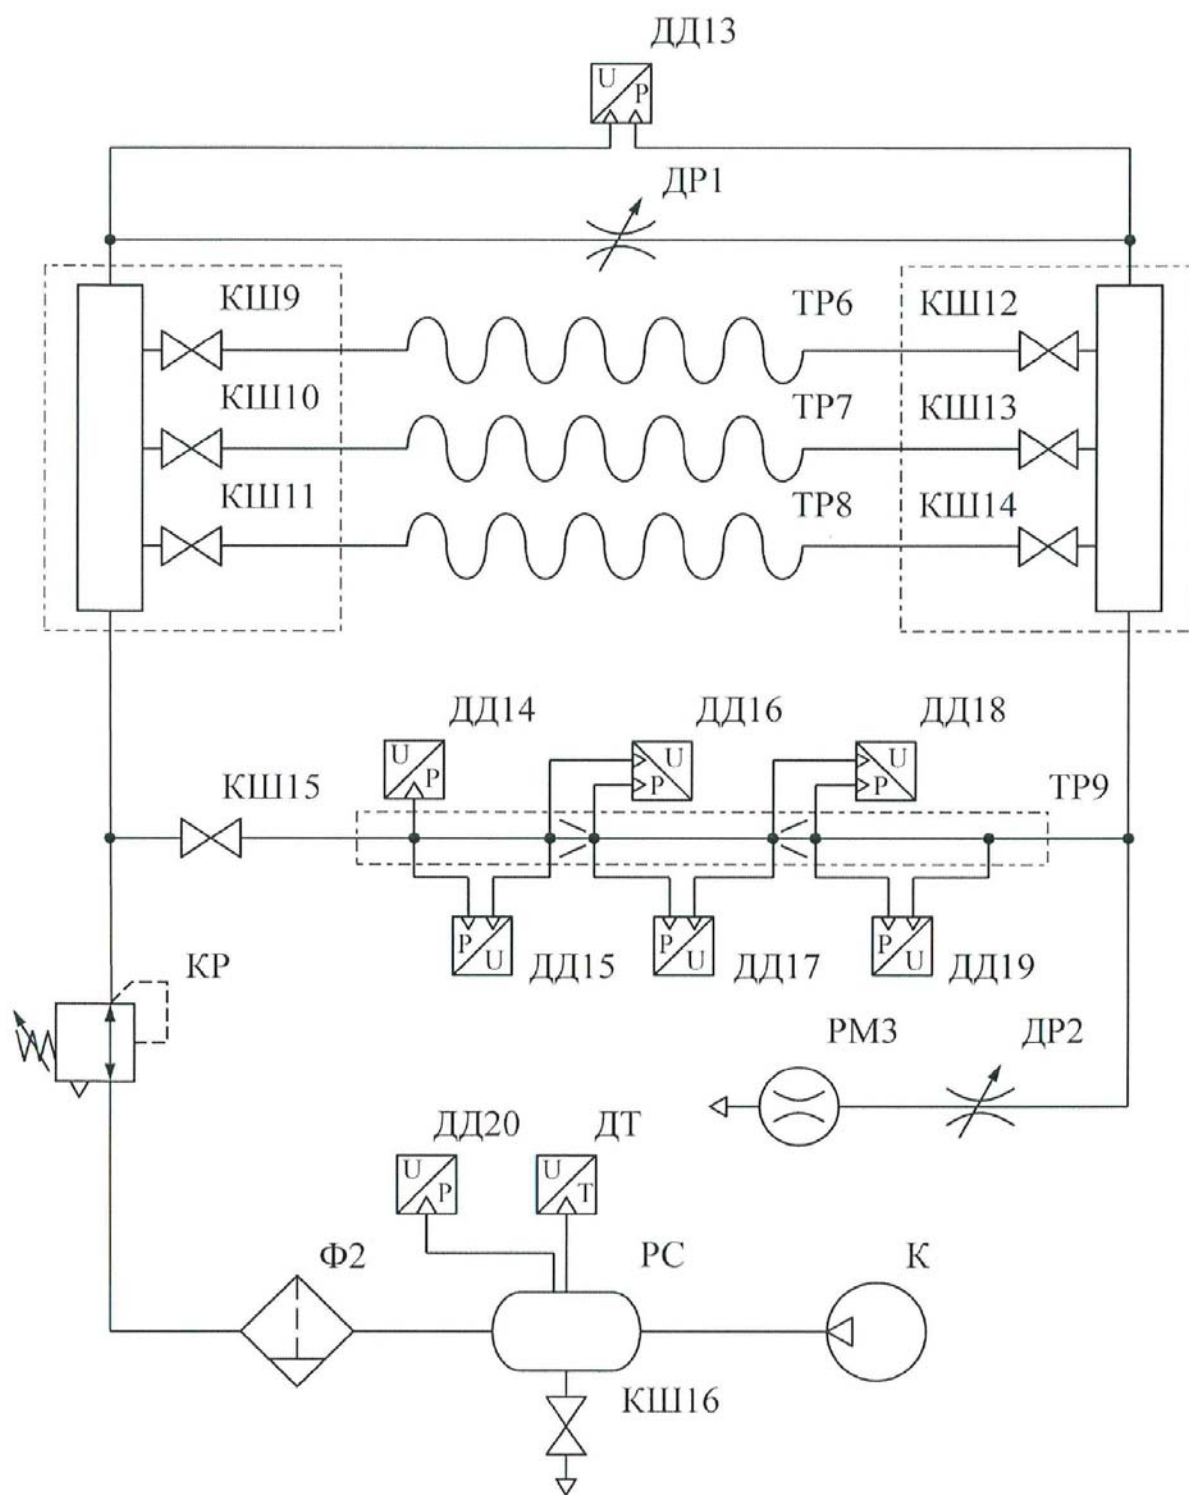 ДД13
U P
ДР1
КШ9 ТР6 КШ12
КШ10 ТР7 КШ13
КШ11 ТР8 КШ14
ДД14 ДД16 ДД18
U P U P U P
КШ15 ТР9
P U P U P U
ДД15 ДД17 ДД19
КР
РМ3 ДР2
ДД20 ДТ
U P U T
Ф2 РС К
КШ16